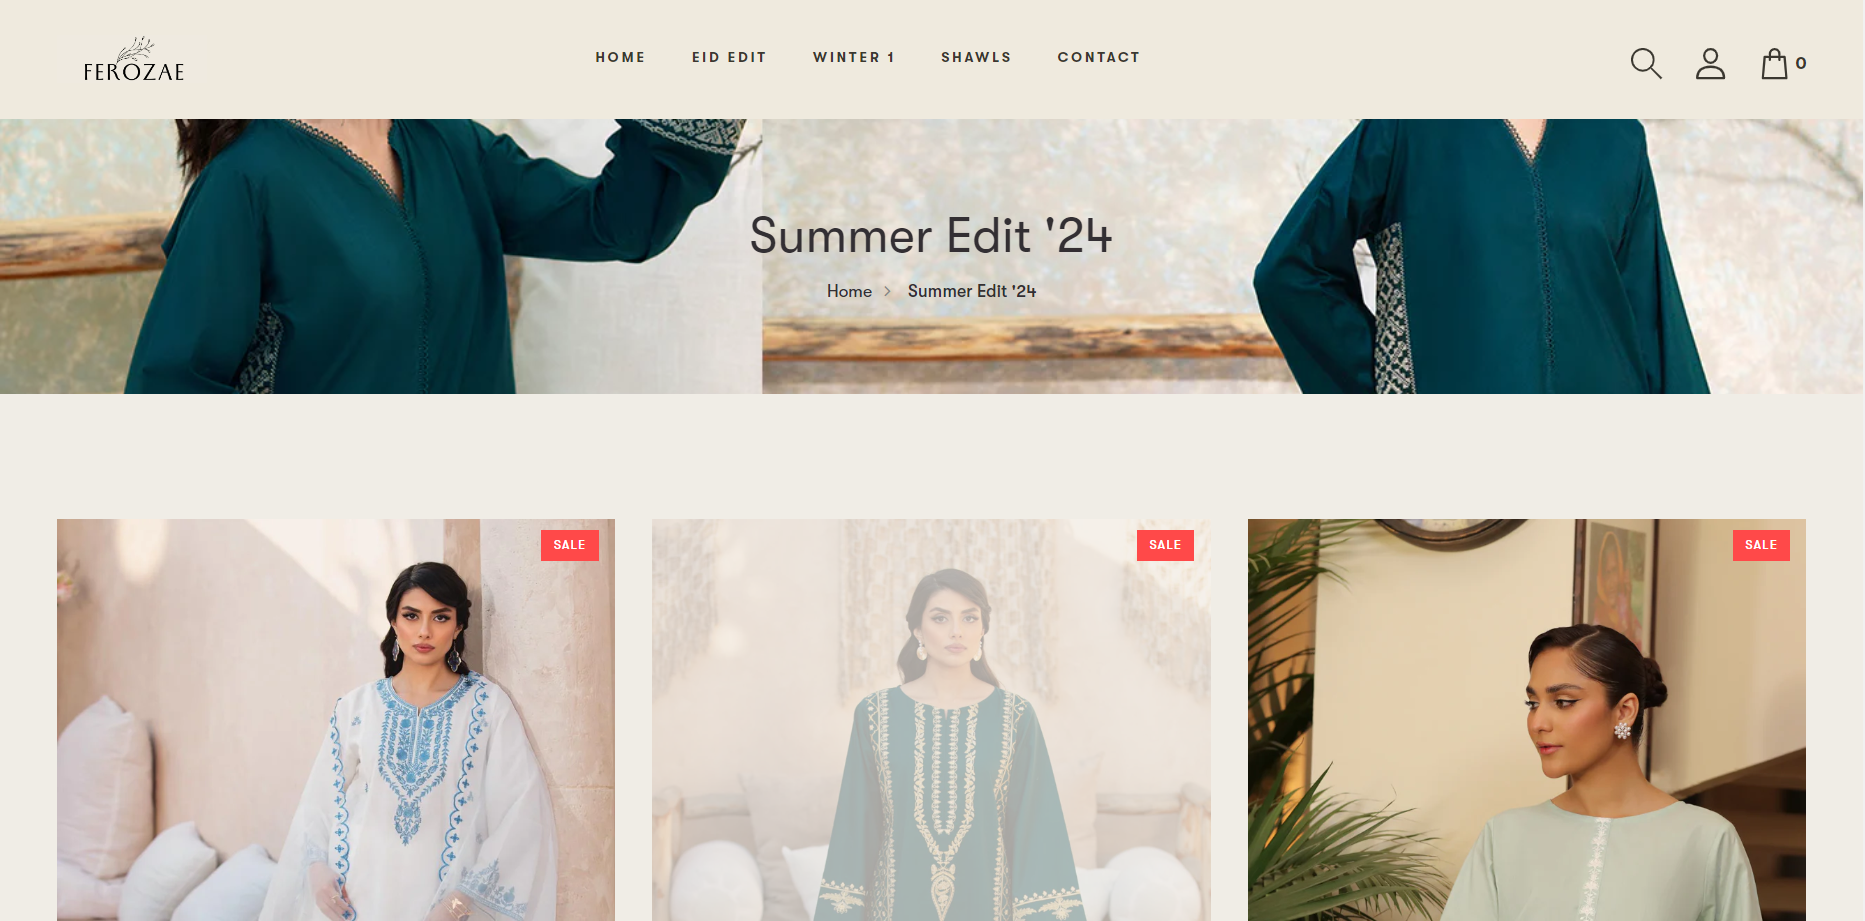 FEROZAE
HOME EID EDIT WINTER 1 SHAWLS CONTACT
0
Summer Edit '24
Home > Summer Edit '24
SALE
SALE
SALE